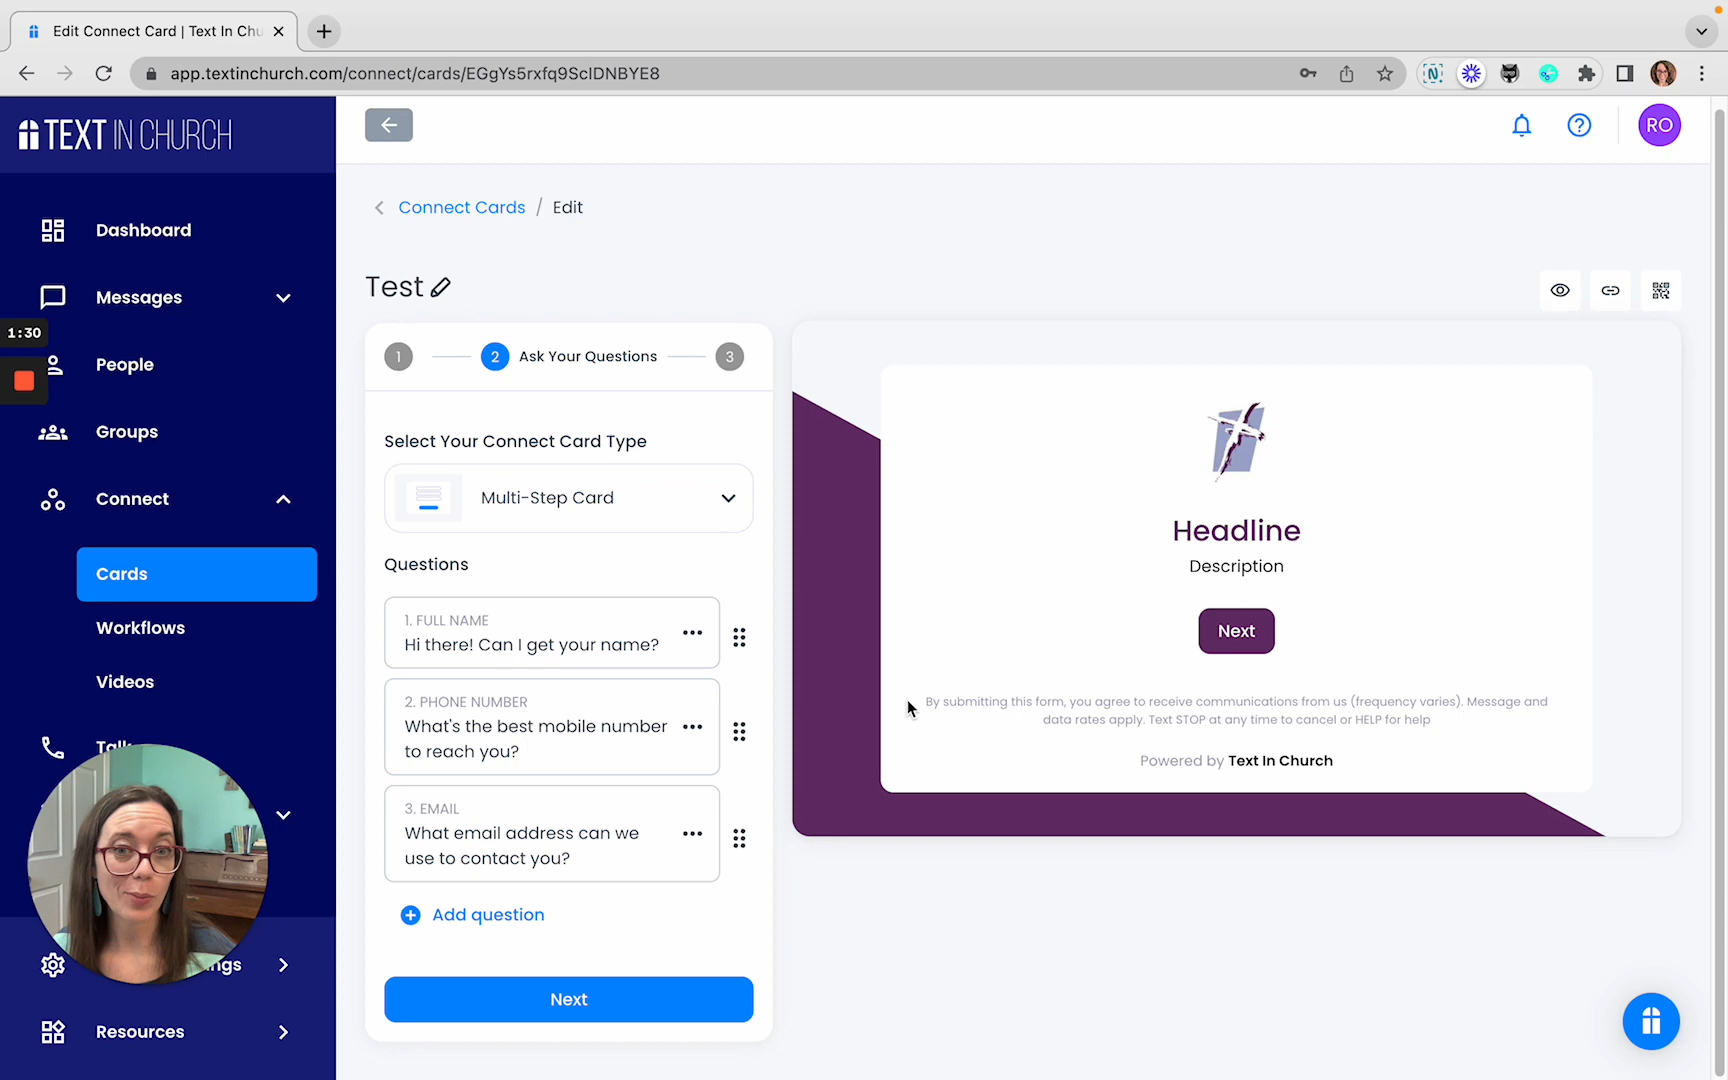 Edit Connect Card | Text In Chu
app.textinchurch.com/connect/cards/EGgYs5rxfq9ScIDNBYE8
TEXT IN CHURCH
RO
Dashboard
Messages
1:30
People
Groups
Connect
Cards
Workflows
Videos
Talk
ngs
Resources
Connect Cards / Edit
Test
1
2
Ask Your Questions
3
Select Your Connect Card Type
Multi-Step Card
Questions
1. FULL NAME
Hi there! Can I get your name?
2. PHONE NUMBER
What's the best mobile number
to reach you?
3. EMAIL
What email address can we
use to contact you?
Add question
Next
Headline
Description
Next
By submitting this form, you agree to receive communications from us (frequency varies). Message and
data rates apply. Text STOP at any time to cancel or HELP for help
Powered by Text In Church